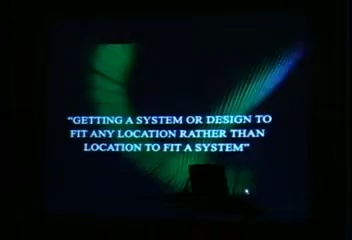 "GETTING A SYSTEM OR DESIGN TO
FIT ANY LOCATION RATHER THAN
LOCATION TO FIT A SYSTEM"